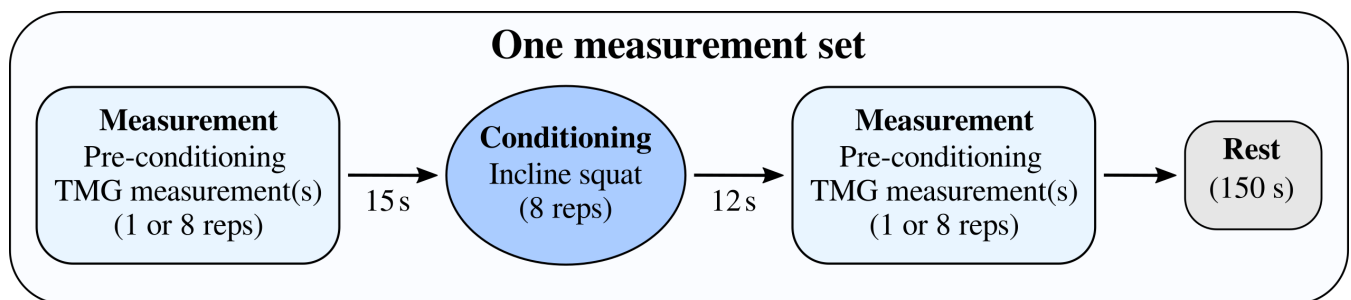 One measurement set
Measurement
Pre-conditioning
TMG measurement(s)
(1 or 8 reps)
15 s
Conditioning
Incline squat
(8 reps)
12 s
Measurement
Pre-conditioning
TMG measurement(s)
(1 or 8 reps)
Rest
(150 s)